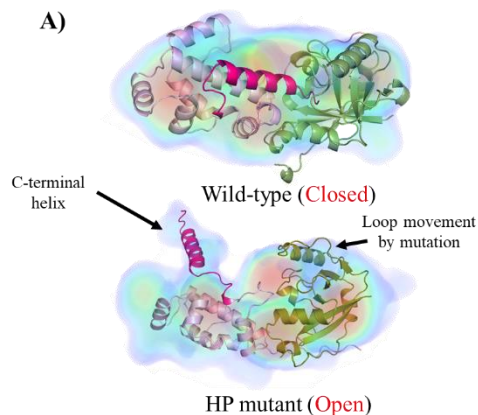 A)
Wild-type (Closed)
C-terminal
helix
Loop movement
by mutation
HP mutant (Open)